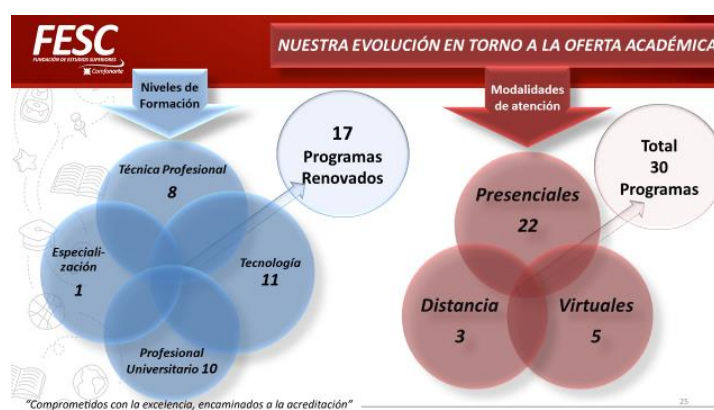 FESC
FUNDACIÓN DE ESTUDIOS SUPERIORES
Comfanorte
NUESTRA EVOLUCIÓN EN TORNO A LA OFERTA ACADÉMICA
Niveles de
Formación
17
Programas
Renovados
Técnica Profesional
8
Especiali-
zación
1
Tecnología
11
Profesional
Universitario 10
Modalidades
de atención
Total
30
Programas
Presenciales
22
Distancia
3
Virtuales
5
"Comprometidos con la excelencia, encaminados a la acreditación"
25